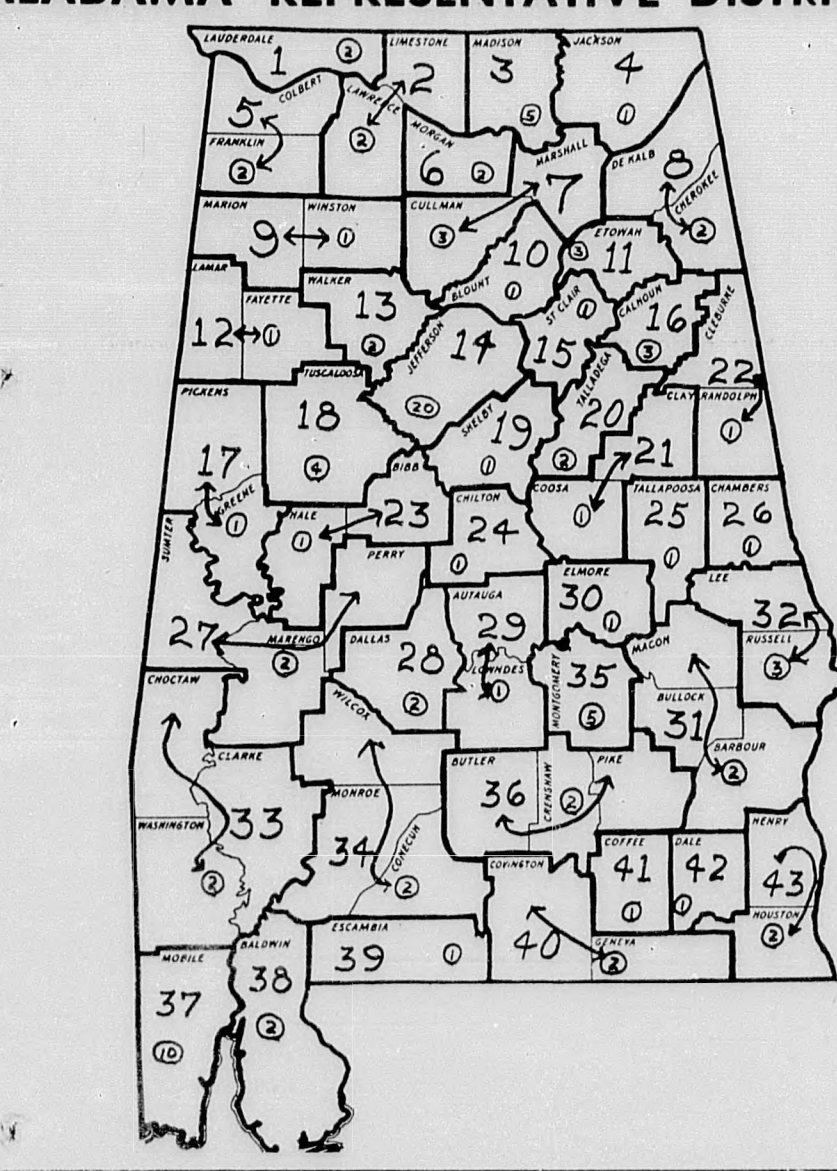 ALABAMA REPRESENTATIVE DISTRI
LAUDERDALE 1 2
LIMESTONE 2
MADISON 3 5
JACKSON 4 1
COLBERT 5
FRANKLIN 2
LAWRENCE 2
MORGAN 6 2
MARSHALL 7
DE KALB 8
CHEROKEE 2
MARION 9
WINSTON 1
CULLMAN 3
BLOUNT 10 1
ETOWAH 11 3
LAMAR 12
FAYETTE 1
WALKER 13 2
JEFFERSON 14 20
ST CLAIR 15 1
CALHOUN 16 3
CLEBURNE 22
PICKENS 17
GREENE 1
TUSCALOOSA 18 4
SHELBY 19 1
TALLADEGA 20 2
CLAY 21
RANDOLPH 1
BIBB 23
HALE 1
CHILTON 24 1
COOSA 1
TALLAPOOSA 25 1
CHAMBERS 26 1
SUMTER 27
PERRY
MARENGO 2
DALLAS 28 2
AUTAUGA 29
LOWNDES 1
ELMORE 30 1
MACON
BULLOCK 31
BARBOUR 2
LEE 32
RUSSELL 3
MONTGOMERY 35 5
CHOCTAW
CLARKE 33
WASHINGTON 2
WILCOX
MONROE 34
CONECUH 2
BUTLER 36
CRENSHAW 2
PIKE
MOBILE 37 10
BALDWIN 38 2
ESCAMBIA 39 1
COVINGTON 40
GENEVA 2
COFFEE 41 1
DALE 42 1
HENRY 43
HOUSTON 2